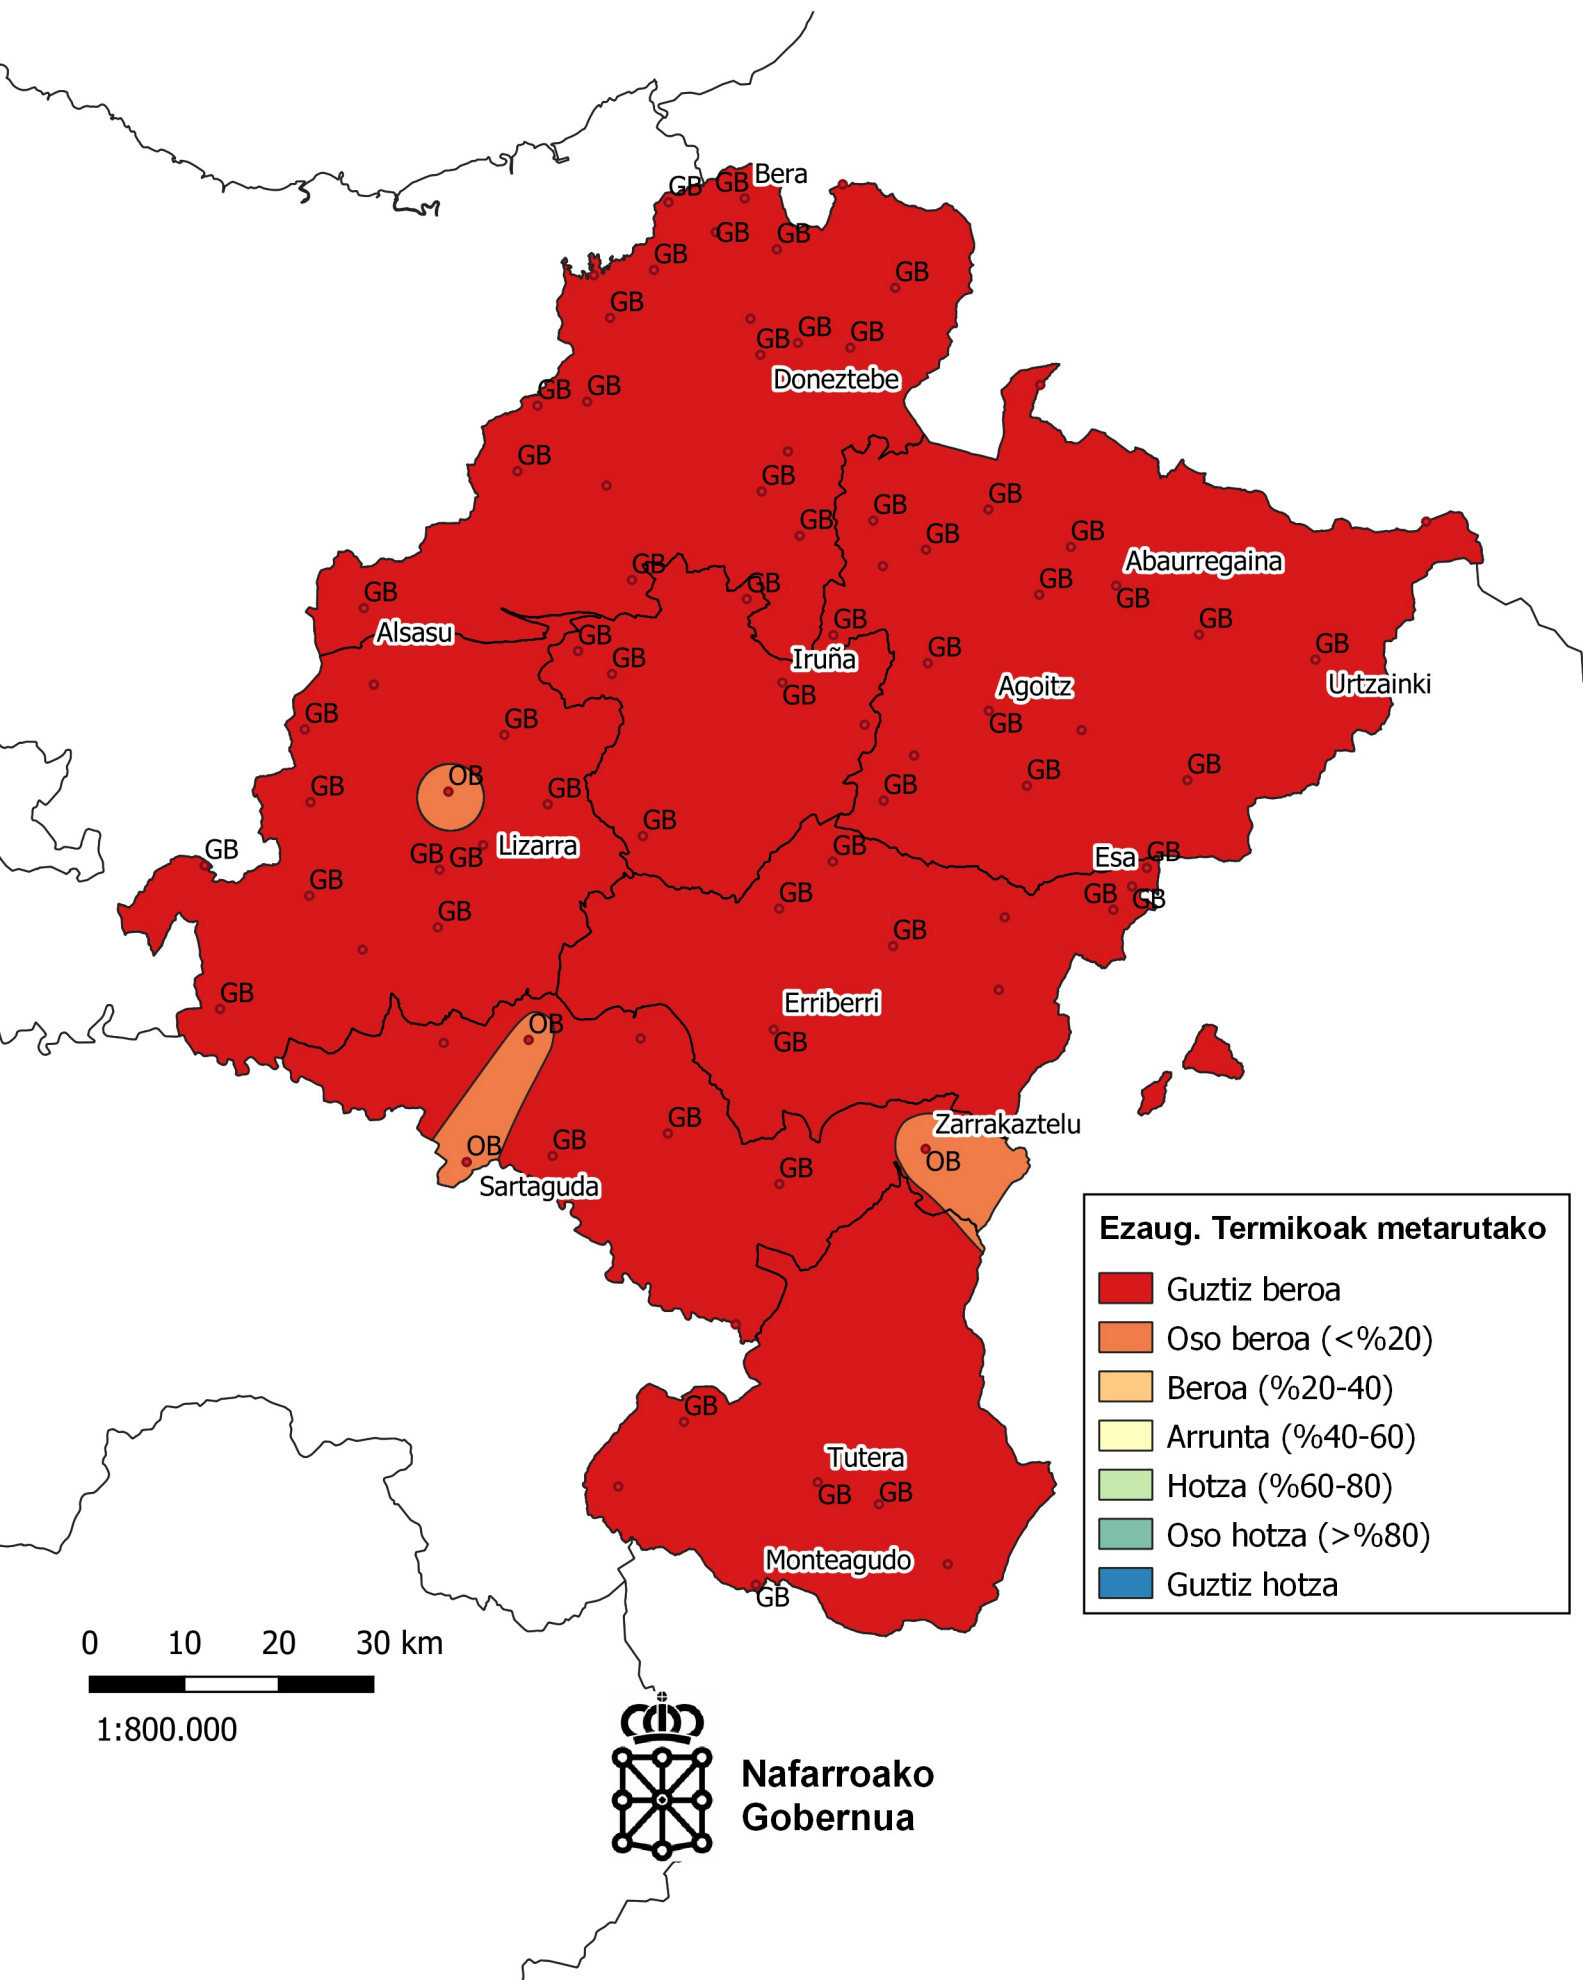 GB GB Bera
GB GB
GB
GB
GB
GB GB GB
Doneztebe
GB GB
GB
GB
GB GB
GB
GB GB
Abaurregaina
GB
GB
GB
GB
GB
Alsasu
GB
GB
GB
GB
Iruña
GB
GB
GB
Urtzainki
Agoitz
GB
GB
GB
GB
OB
GB
GB
GB
GB
GB
GB
Lizarra
GB
GB
GB GB
Esa
GB
GB
GB
GB
GB
GB
GB
GB
Erriberri
OB
GB
GB
Zarrakaztelu
GB
OB
OB
GB
Sartaguda
Ezaug. Termikoak metarutako
Guztiz beroa
Oso beroa (<%20)
Beroa (%20-40)
Arrunta (%40-60)
Hotza (%60-80)
Oso hotza (>%80)
Guztiz hotza
GB
Tutera
GB GB
Monteagudo
GB
0 10 20 30 km
1:800.000
Nafarroako
Gobernua